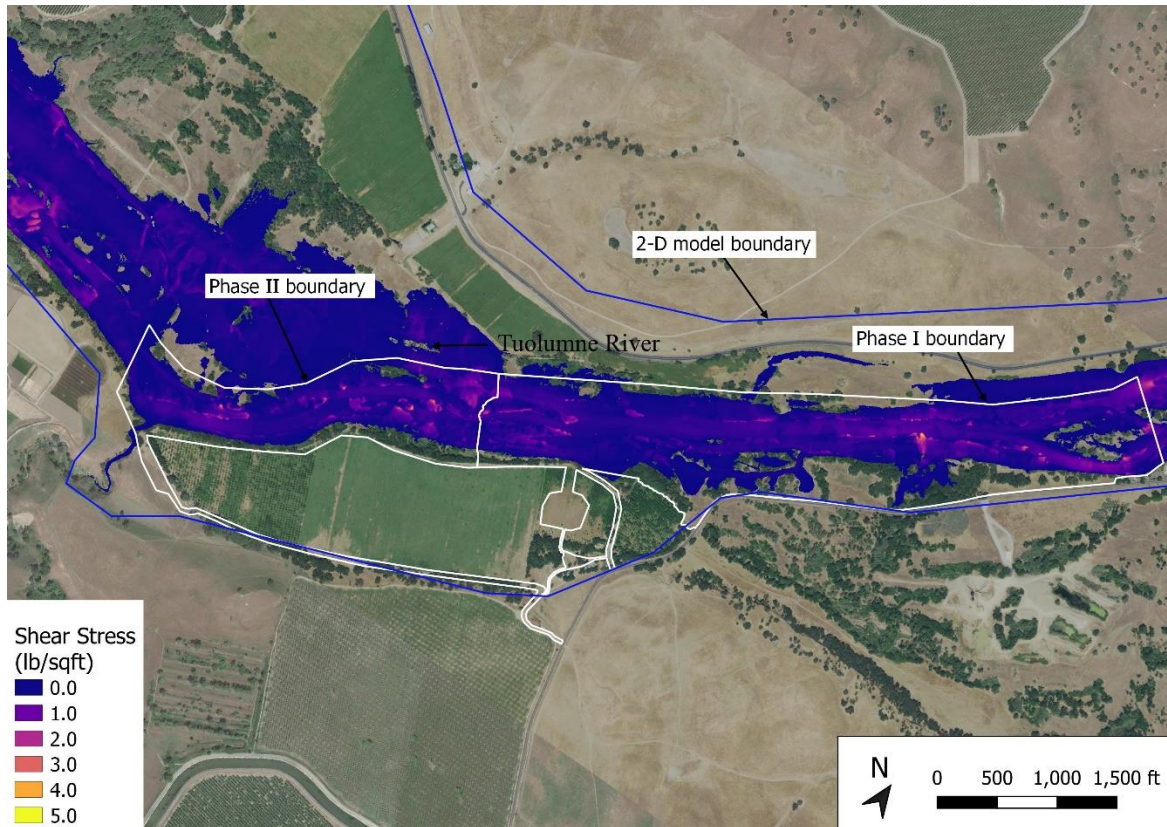 2-D model boundary
Phase II boundary
Tuolumne River
Phase I boundary
Shear Stress
(lb/sqft)
0.0
1.0
2.0
3.0
4.0
5.0
N
0 500 1,000 1,500 ft